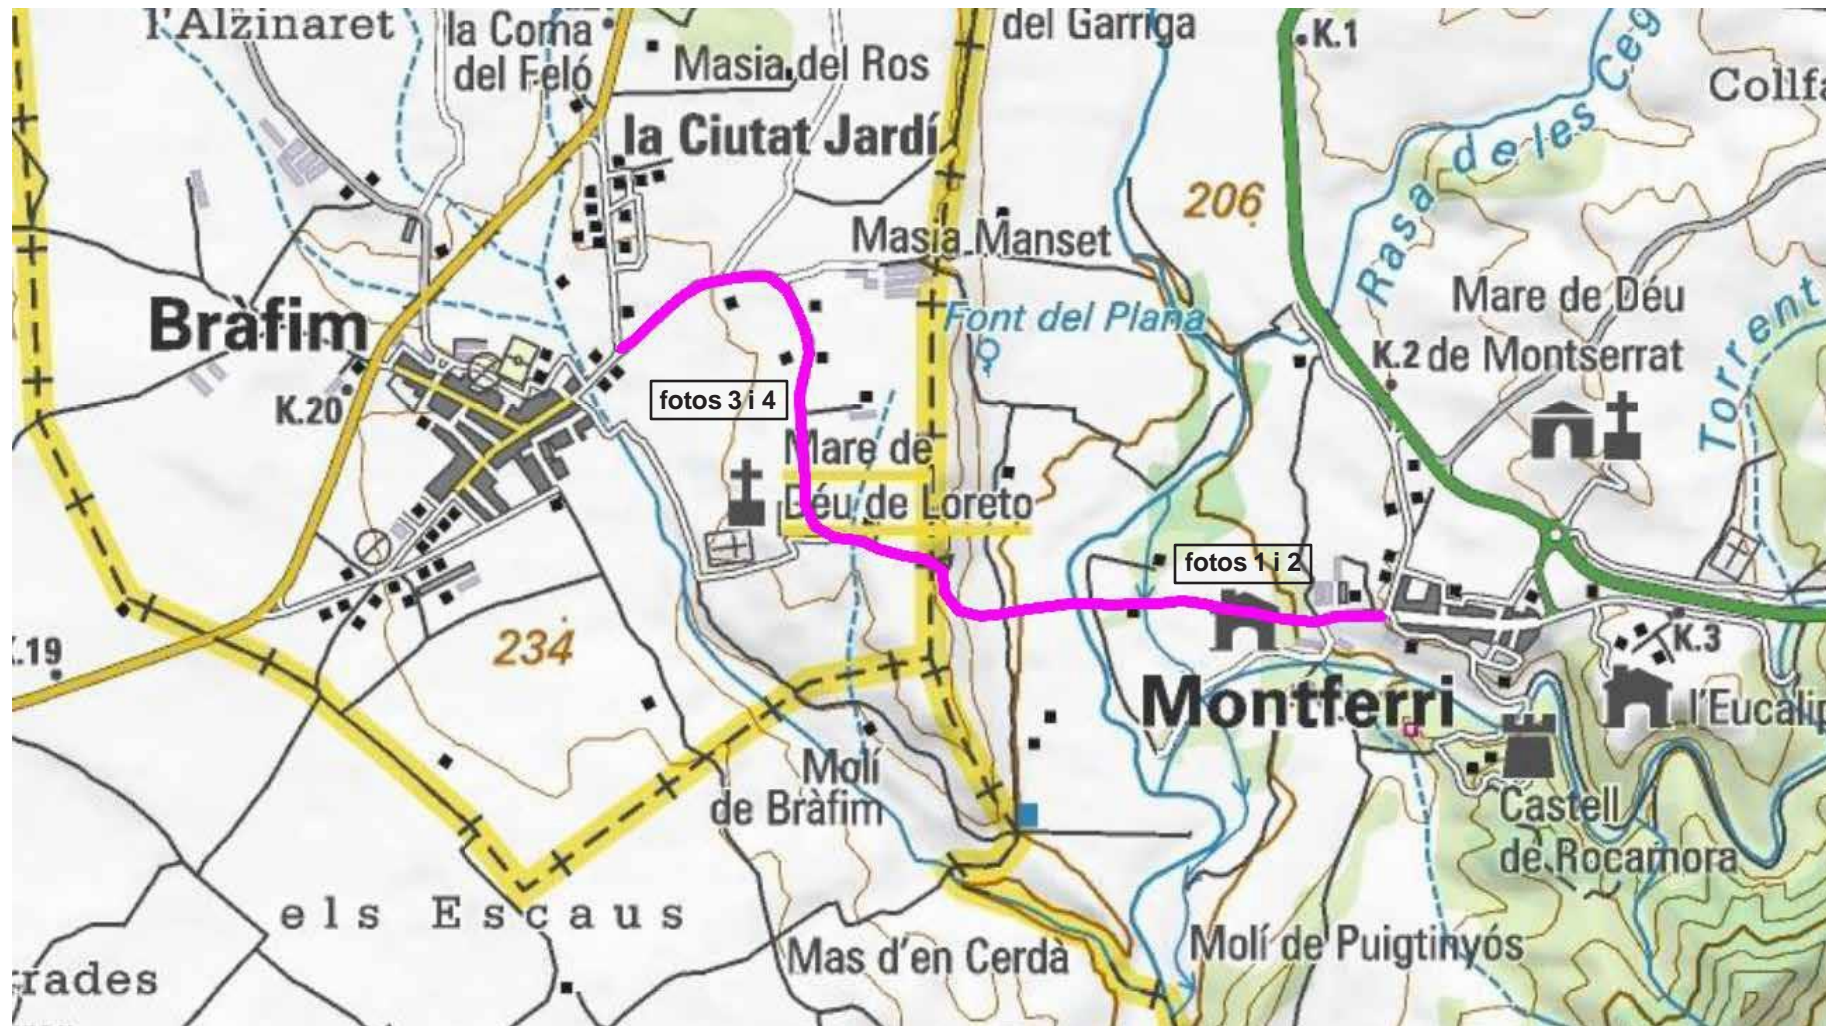 l'Alzinaret
la Coma
del Feló
Masia del Ros
del Garriga
K.1
Collfa
la Ciutat Jardí
Rasa de les Ceg
206
Masia Manset
Bràfim
Font del Plana
Mare de Déu
de Montserrat
K.2
Torrent
K.20
fotos 3 i 4
Mare de
Déu de Loreto
fotos 1 i 2
234
.19
K.3
Montferri
l'Eucalip
Molí
de Bràfim
Castell
de Rocamora
els Escaus
Mas d'en Cerdà
Molí de Puigtinyós
rades